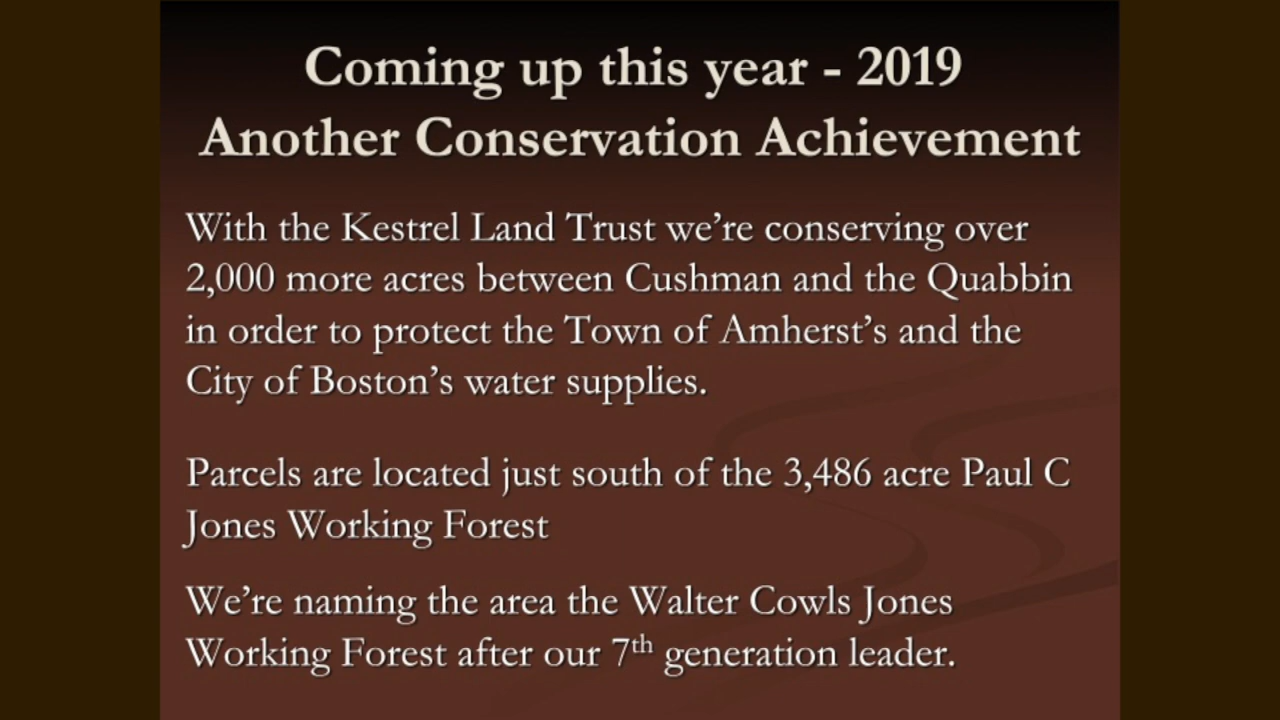 Coming up this year - 2019
Another Conservation Achievement
With the Kestrel Land Trust we’re conserving over
2,000 more acres between Cushman and the Quabbin
in order to protect the Town of Amherst’s and the
City of Boston’s water supplies.
Parcels are located just south of the 3,486 acre Paul C
Jones Working Forest
We’re naming the area the Walter Cowls Jones
Working Forest after our 7th generation leader.